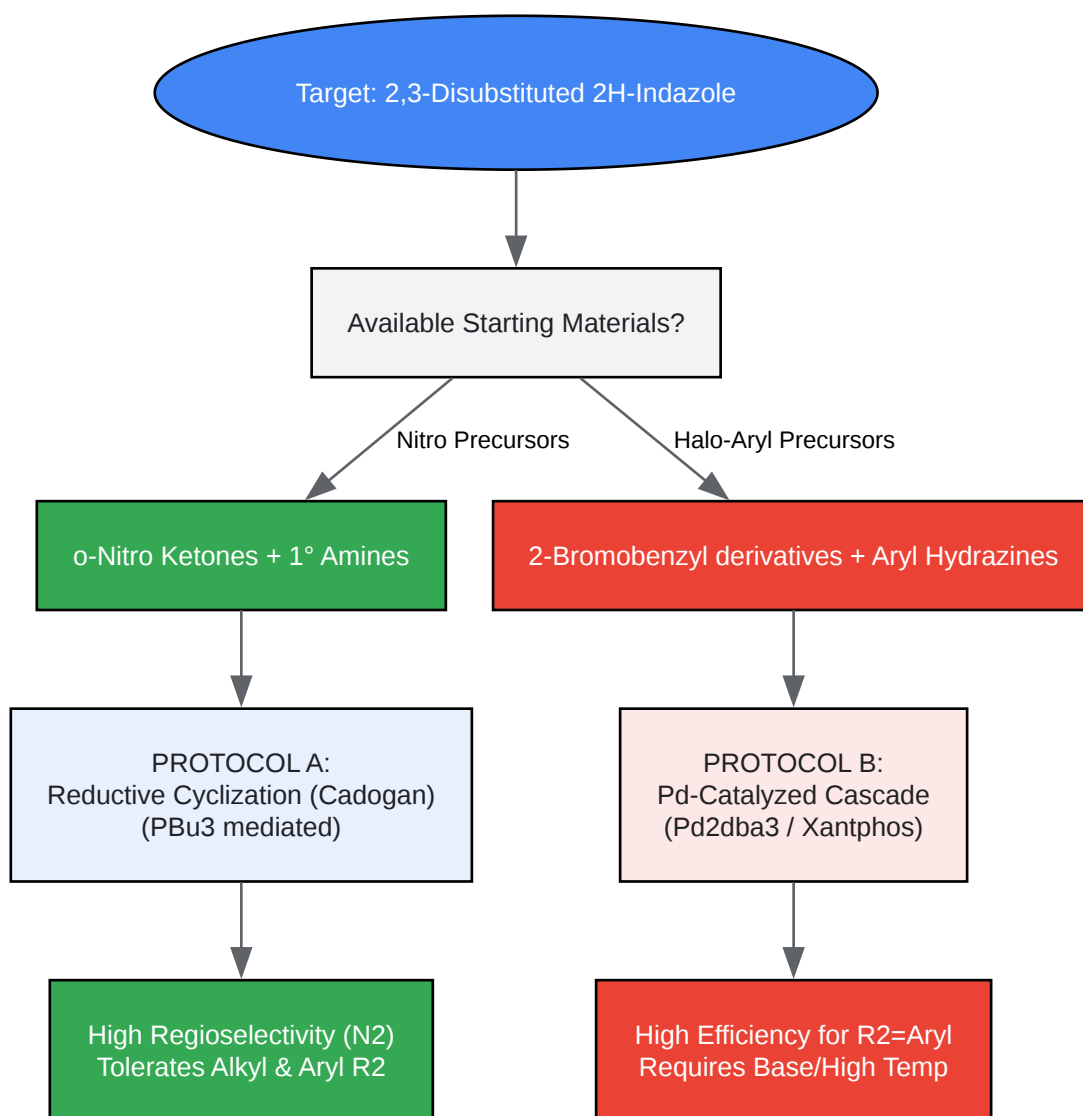 Target: 2,3-Disubstituted 2H-Indazole
Available Starting Materials?
Nitro Precursors
Halo-Aryl Precursors
o-Nitro Ketones + 1° Amines
2-Bromobenzyl derivatives + Aryl Hydrazines
PROTOCOL A:
Reductive Cyclization (Cadogan)
(PBu3 mediated)
PROTOCOL B:
Pd-Catalyzed Cascade
(Pd2dba3 / Xantphos)
High Regioselectivity (N2)
Tolerates Alkyl & Aryl R2
High Efficiency for R2=Aryl
Requires Base/High Temp